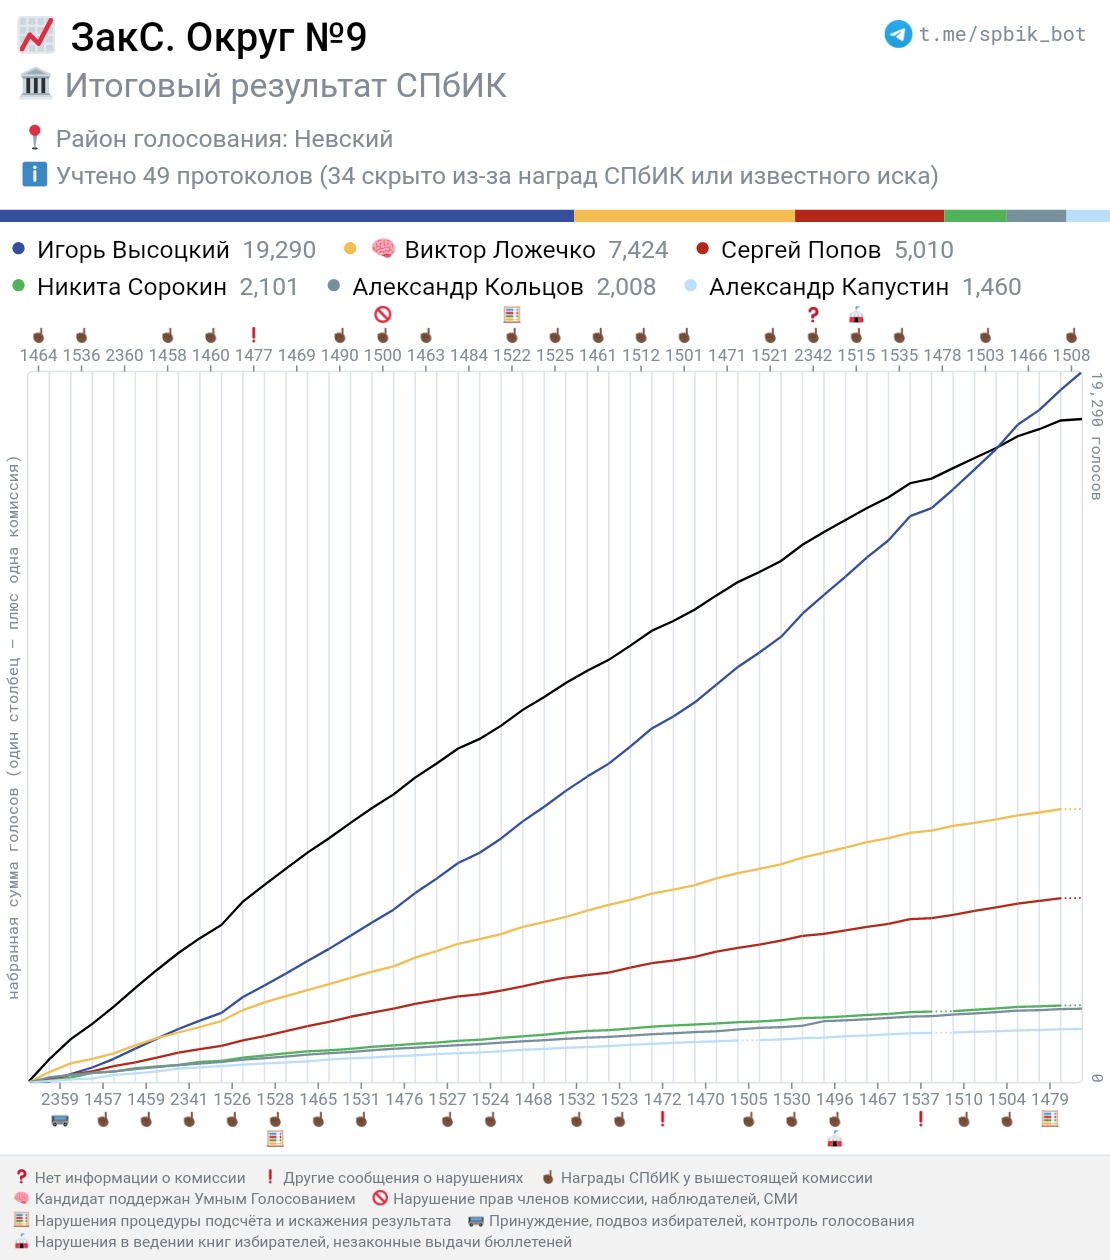 ЗакС. Округ №9
t.me/spbik_bot
Итоговый результат СПбИК
Район голосования: Невский
Учтено 49 протоколов (34 скрыто из-за наград СПбИК или известного иска)
Игорь Высоцкий 19,290 Виктор Ложечко 7,424 Сергей Попов 5,010
Никита Сорокин 2,101 Александр Кольцов 2,008 Александр Капустин 1,460
1464 1536 2360 1458 1460 1477 1469 1490 1500 1463 1484 1522 1525 1461 1512 1501 1471 1521 2342 1515 1535 1478 1503 1466 1508
19,290 голосов
набранная сумма голосов (один столбец — плюс одна комиссия)
0
2359 1457 1459 2341 1526 1528 1465 1531 1476 1527 1524 1468 1532 1523 1472 1470 1505 1530 1496 1467 1537 1510 1504 1479
Нет информации о комиссии Другие сообщения о нарушениях Награды СПбИК у вышестоящей комиссии
Кандидат поддержан Умным Голосованием Нарушение прав членов комиссии, наблюдателей, СМИ
Нарушения процедуры подсчёта и искажения результата Принуждение, подвоз избирателей, контроль голосования
Нарушения в ведении книг избирателей, незаконные выдачи бюллетеней